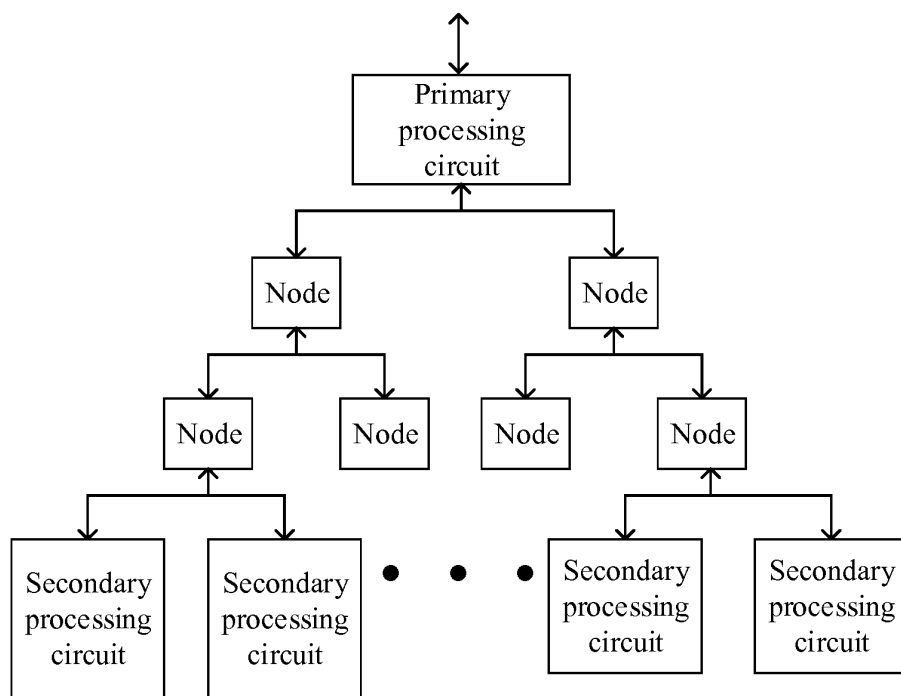 Primary
processing
circuit
Node
Node
Node
Node
Node
Node
Secondary
processing
circuit
Secondary
processing
circuit
Secondary
processing
circuit
Secondary
processing
circuit